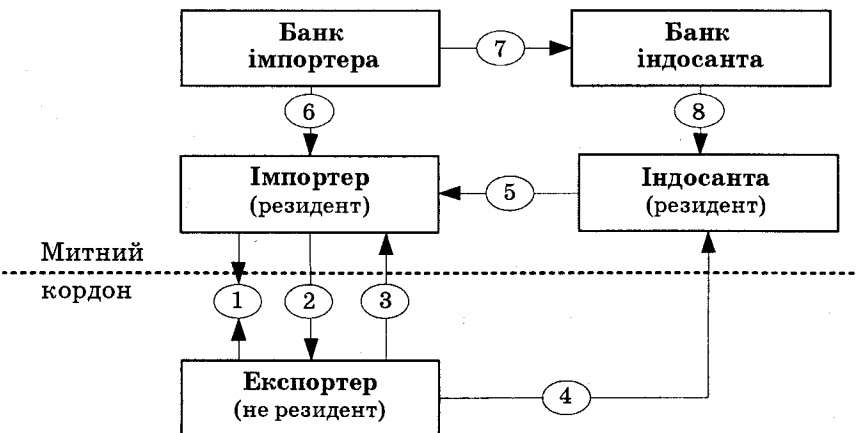 Банк
імпортера
7
Банк
індосанта
6
8
Імпортер
(резидент)
5
Індосанта
(резидент)
Митний
кордон
1
2
3
Експортер
(не резидент)
4